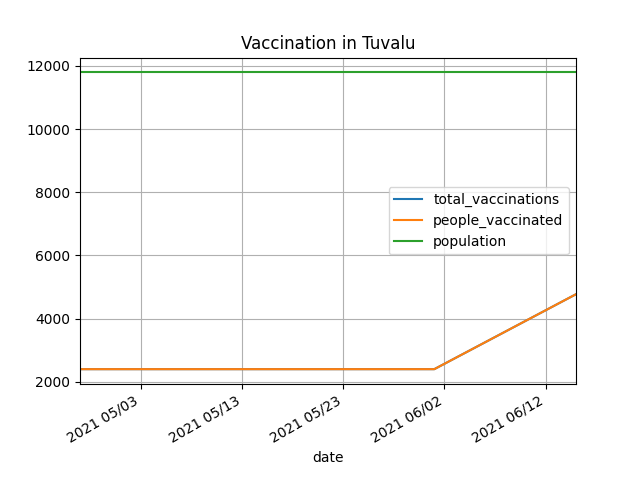 Vaccination in Tuvalu
12000
10000
8000
6000
4000
2000
total_vaccinations
people_vaccinated
population
2021 05/03
2021 05/13
2021 05/23
2021 06/02
2021 06/12
date